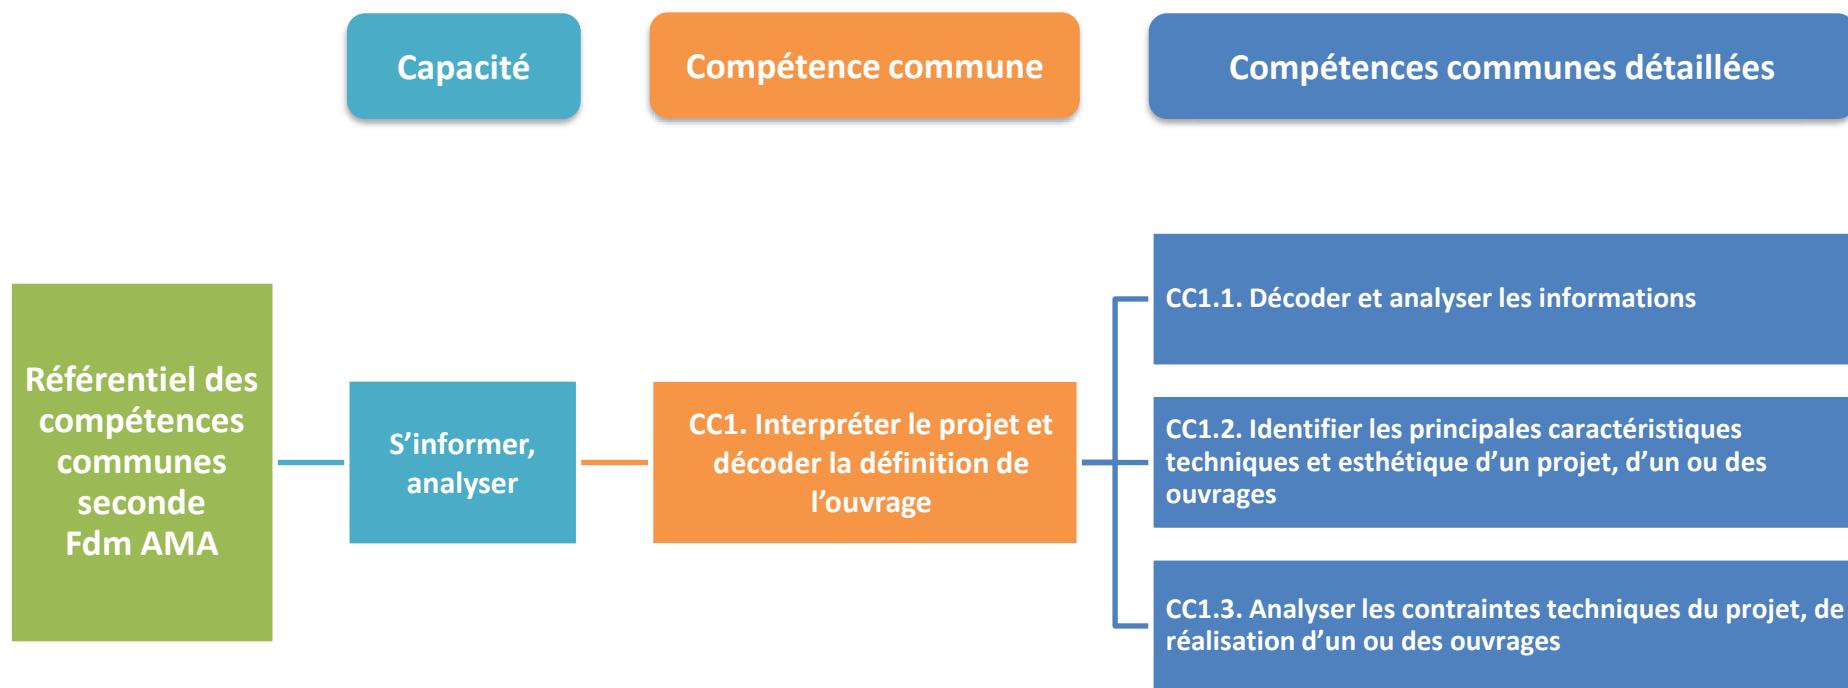 Capacité
Compétence commune
Compétences communes détaillées
Référentiel des
compétences
communes
seconde
Fdm AMA
S’informer,
analyser
CC1. Interpréter le projet et
décoder la définition de
l’ouvrage
CC1.1. Décoder et analyser les informations
CC1.2. Identifier les principales caractéristiques
techniques et esthétique d’un projet, d’un ou des
ouvrages
CC1.3. Analyser les contraintes techniques du projet, de
réalisation d’un ou des ouvrages